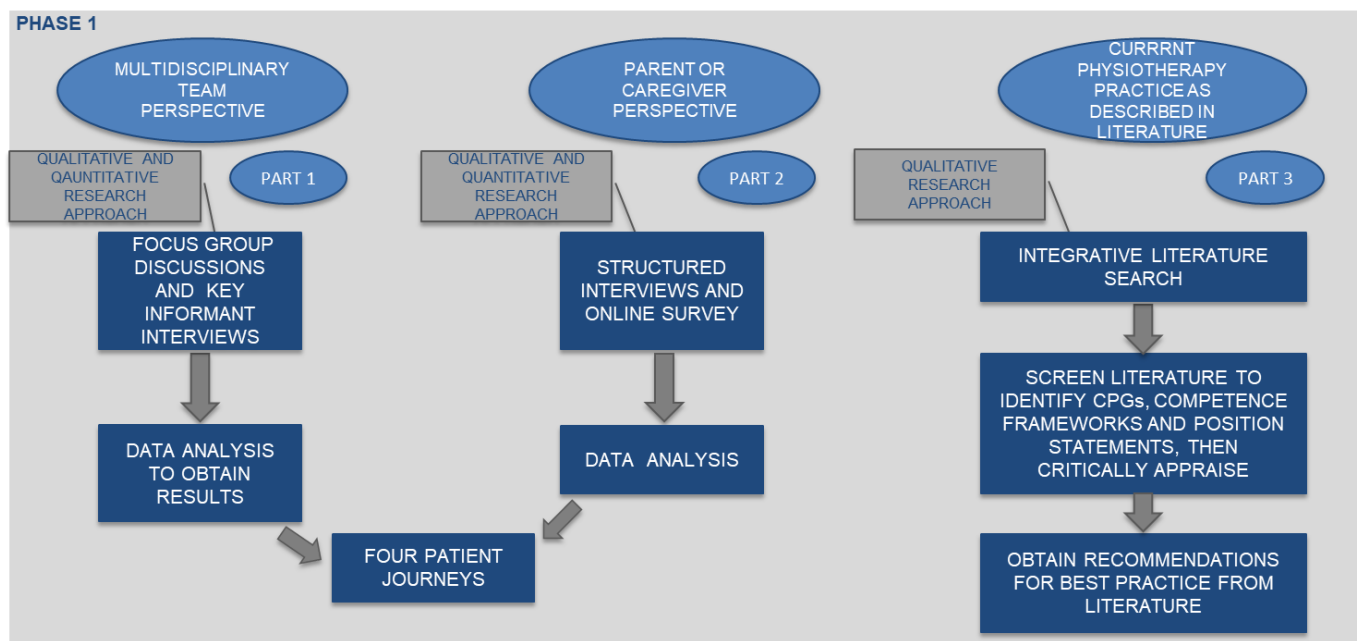 PHASE 1
MULTIDISCIPLINARY
TEAM
PERSPECTIVE
QUALITATIVE AND
QAUNTITATIVE
RESEARCH
APPROACH
PART 1
FOCUS GROUP
DISCUSSIONS
AND KEY
INFORMANT
INTERVIEWS
DATA ANALYSIS
TO OBTAIN
RESULTS
PARENT OR
CAREGIVER
PERSPECTIVE
QUALITATIVE AND
QUANTITATIVE
RESEARCH
APPROACH
PART 2
STRUCTURED
INTERVIEWS AND
ONLINE SURVEY
DATA ANALYSIS
FOUR PATIENT
JOURNEYS
CURRRNT
PHYSIOTHERAPY
PRACTICE AS
DESCRIBED IN
LITERATURE
QUALITATIVE
RESEARCH
APPROACH
PART 3
INTEGRATIVE LITERATURE
SEARCH
SCREEN LITERATURE TO
IDENTIFY CPGs, COMPETENCE
FRAMEWORKS AND POSITION
STATEMENTS, THEN
CRITICALLY APPRAISE
OBTAIN RECOMMENDATIONS
FOR BEST PRACTICE FROM
LITERATURE